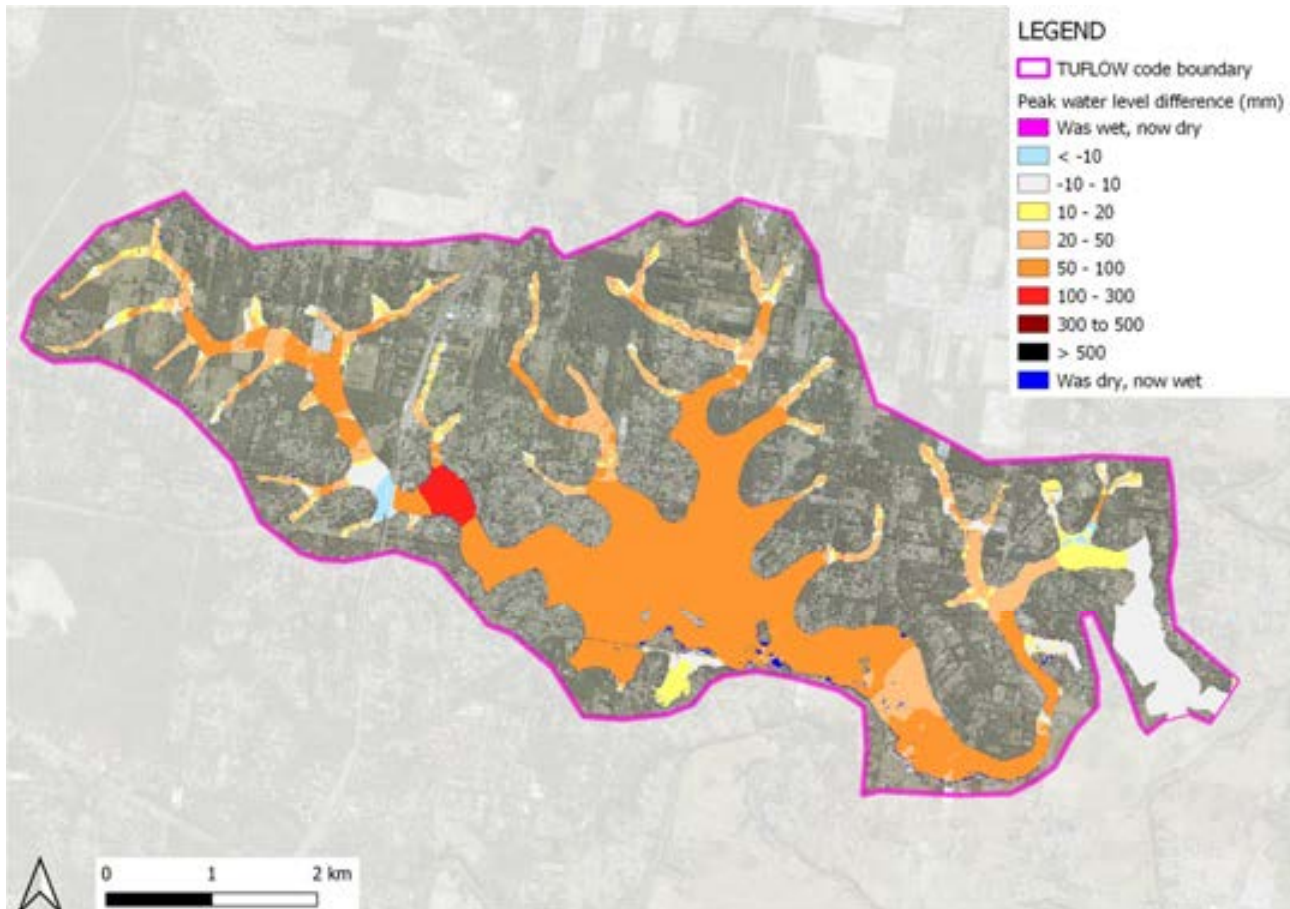 LEGEND
TUFLOW code boundary
Peak water level difference (mm)
Was wet, now dry
< -10
-10 - 10
10 - 20
20 - 50
50 - 100
100 - 300
300 to 500
> 500
Was dry, now wet
0 1 2 km